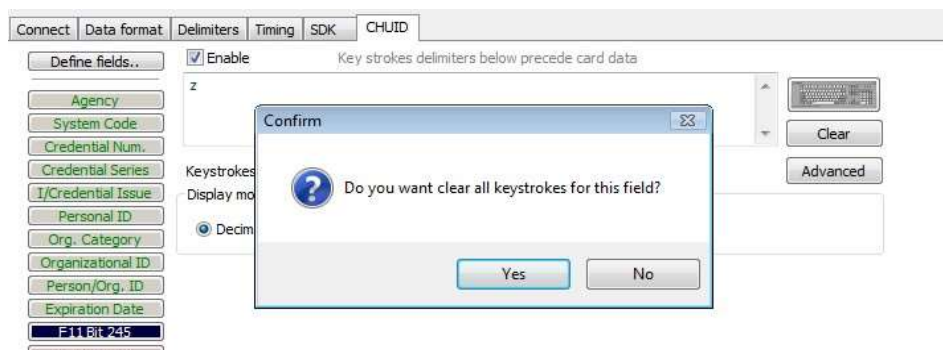 Connect Data format Delimiters Timing SDK CHUID
Define fields.. Enable Key strokes delimiters below precede card data
z
Agency
Confirm
System Code
Clear
Credential Num.
Credential Series Keystrokes Advanced
Do you want clear all keystrokes for this field?
I/Credential Issue Display mo
Personal ID
Decim
Org. Category
Organizational ID
Yes No
Person/Org, ID
Expiration Date
F11 Bit 245